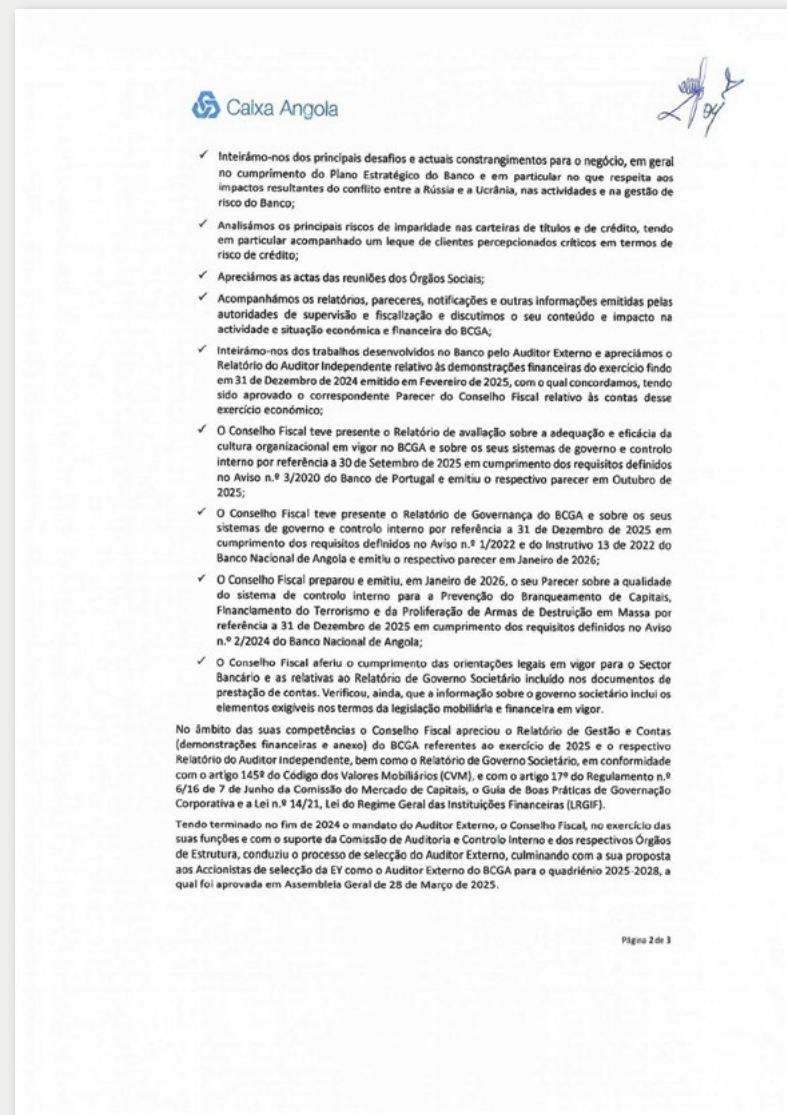 Caixa Angola
✓ Inteirámo-nos dos principais desafios e actuais constrangimentos para o negócio, em geral
no cumprimento do Plano Estratégico do Banco e em particular no que respeita aos
impactos resultantes do conflito entre a Rússia e a Ucrânia, nas actividades e na gestão de
risco do Banco;
✓ Analisámos os principais riscos de imparidade nas carteiras de títulos e de crédito, tendo
em particular acompanhado um leque de clientes percepcionados críticos em termos de
risco de crédito;
✓ Apreciámos as actas das reuniões dos Órgãos Sociais;
✓ Acompanhámos os relatórios, pareceres, notificações e outras informações emitidas pelas
autoridades de supervisão e fiscalização e discutimos o seu conteúdo e impacto na
actividade e situação económica e financeira do BCGA;
✓ Inteirámo-nos dos trabalhos desenvolvidos no Banco pelo Auditor Externo e apreciámos o
Relatório do Auditor Independente relativo às demonstrações financeiras do exercício findo
em 31 de Dezembro de 2024 emitido em Fevereiro de 2025, com o qual concordamos, tendo
sido aprovado o correspondente Parecer do Conselho Fiscal relativo às contas desse
exercício económico;
✓ O Conselho Fiscal teve presente o Relatório de avaliação sobre a adequação e eficácia da
cultura organizacional em vigor no BCGA e sobre os seus sistemas de governo e controlo
interno por referência a 30 de Setembro de 2025 em cumprimento dos requisitos definidos
no Aviso n.º 3/2020 do Banco de Portugal e emitiu o respectivo parecer em Outubro de
2025;
✓ O Conselho Fiscal teve presente o Relatório de Governança do BCGA e sobre os seus
sistemas de governo e controlo interno por referência a 31 de Dezembro de 2025 em
cumprimento dos requisitos definidos no Aviso n.º 1/2022 e do Instrutivo 13 de 2022 do
Banco Nacional de Angola e emitiu o respectivo parecer em Janeiro de 2026;
✓ O Conselho Fiscal preparou e emitiu, em Janeiro de 2026, o seu Parecer sobre a qualidade
do sistema de controlo interno para a Prevenção do Branqueamento de Capitais,
Financiamento do Terrorismo e da Proliferação de Armas de Destruição em Massa por
referência a 31 de Dezembro de 2025 em cumprimento dos requisitos definidos no Aviso
n.º 2/2024 do Banco Nacional de Angola;
✓ O Conselho Fiscal aferiu o cumprimento das orientações legais em vigor para o Sector
Bancário e as relativas ao Relatório de Governo Societário incluído nos documentos de
prestação de contas. Verificou, ainda, que a informação sobre o governo societário inclui os
elementos exigíveis nos termos da legislação mobiliária e financeira em vigor.
No âmbito das suas competências o Conselho Fiscal apreciou o Relatório de Gestão e Contas
(demonstrações financeiras e anexo) do BCGA referentes ao exercício de 2025 e o respectivo
Relatório do Auditor Independente, bem como o Relatório de Governo Societário, em conformidade
com o artigo 145º do Código dos Valores Mobiliários (CVM), e com o artigo 17º do Regulamento n.º
6/16 de 7 de Junho da Comissão do Mercado de Capitais, o Guia de Boas Práticas de Governação
Corporativa e a Lei n.º 14/21, Lei do Regime Geral das Instituições Financeiras (LRGIF).
Tendo terminado no fim de 2024 o mandato do Auditor Externo, o Conselho Fiscal, no exercício das
suas funções e com o suporte da Comissão de Auditoria e Controlo Interno e dos respectivos Órgãos
de Estrutura, conduziu o processo de selecção do Auditor Externo, culminando com a sua proposta
aos Accionistas de selecção da EY como o Auditor Externo do BCGA para o quadriénio 2025-2028, a
qual foi aprovada em Assembleia Geral de 28 de Março de 2025.
Página 2 de 3